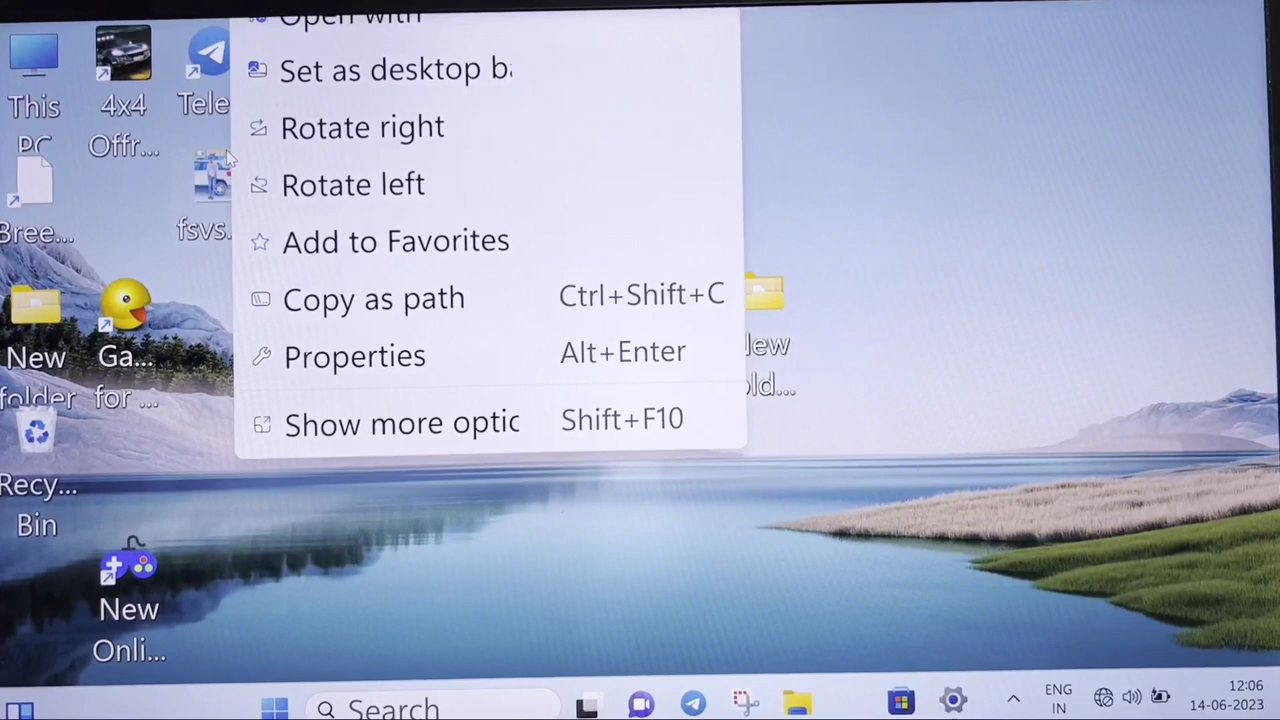 This
PC
4x4
Offr...
Tele
Bree...
fsvs.
New
folder
Ga...
for ...
Recy...
Bin
New
Onli...
Open with
Set as desktop ba
Rotate right
Rotate left
Add to Favorites
Copy as path Ctrl+Shift+C
Properties Alt+Enter
Show more optic Shift+F10
New
old...
Search
ENG
IN
12:06
14-06-2023